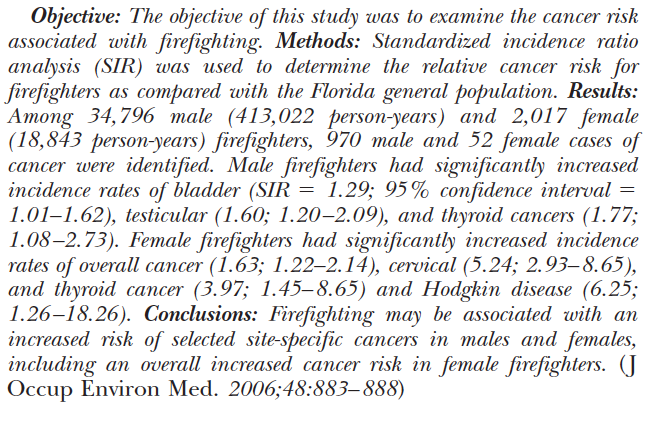 Objective: The objective of this study was to examine the cancer risk
associated with firefighting. Methods: Standardized incidence ratio
analysis (SIR) was used to determine the relative cancer risk for
firefighters as compared with the Florida general population. Results:
Among 34,796 male (413,022 person-years) and 2,017 female
(18,843 person-years) firefighters, 970 male and 52 female cases of
cancer were identified. Male firefighters had significantly increased
incidence rates of bladder (SIR = 1.29; 95% confidence interval =
1.01–1.62), testicular (1.60; 1.20–2.09), and thyroid cancers (1.77;
1.08–2.73). Female firefighters had significantly increased incidence
rates of overall cancer (1.63; 1.22–2.14), cervical (5.24; 2.93–8.65),
and thyroid cancer (3.97; 1.45–8.65) and Hodgkin disease (6.25;
1.26–18.26). Conclusions: Firefighting may be associated with an
increased risk of selected site-specific cancers in males and females,
including an overall increased cancer risk in female firefighters. (J
Occup Environ Med. 2006;48:883–888)